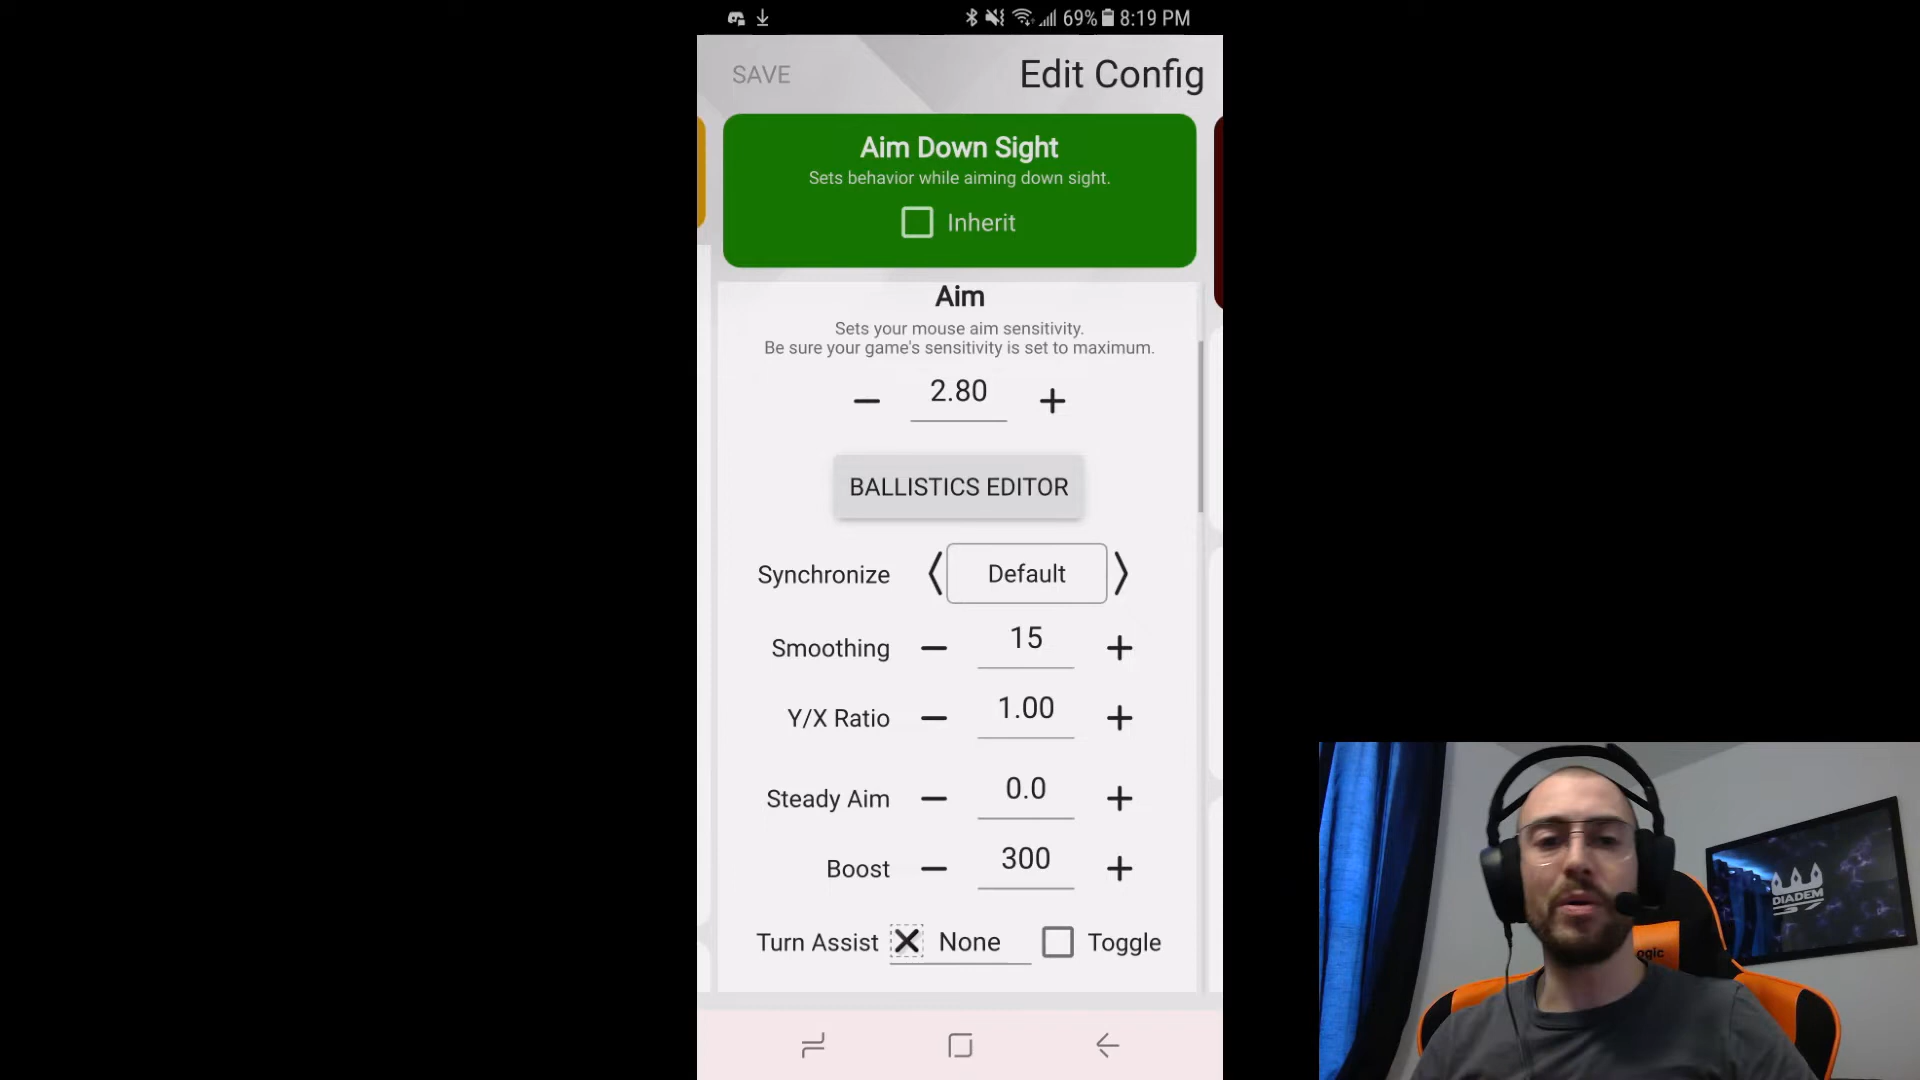 69% 8:19 PM
SAVE
Edit Config
Aim Down Sight
Sets behavior while aiming down sight.
Inherit
Aim
Sets your mouse aim sensitivity.
Be sure your game's sensitivity is set to maximum.
− 2.80 +
BALLISTICS EDITOR
Synchronize Default
Smoothing − 15 +
Y/X Ratio − 1.00 +
Steady Aim − 0.0 +
Boost − 300 +
Turn Assist None Toggle
DIADEM
37
ogic